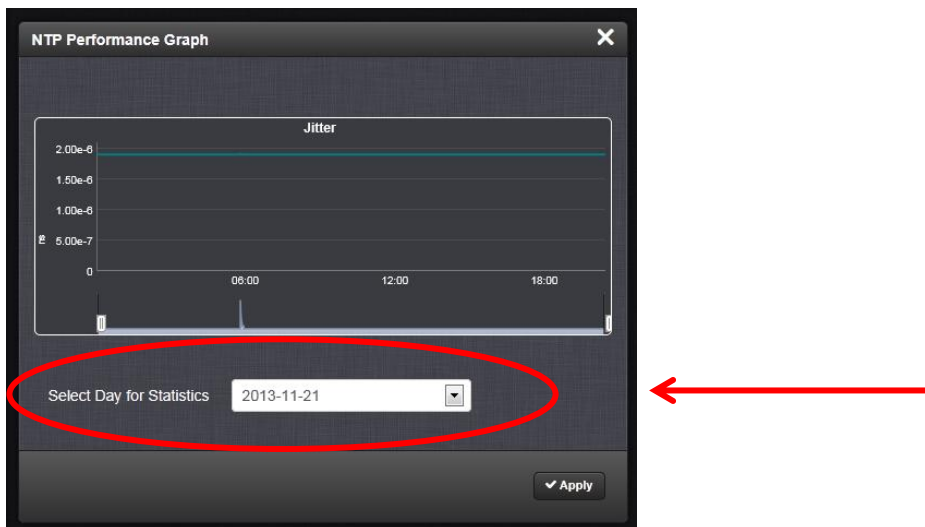 NTP Performance Graph
Jitter
2.00e-6
1.50e-6
1.00e-6
5.00e-7
0
06:00 12:00 18:00
Select Day for Statistics 2013-11-21
Apply